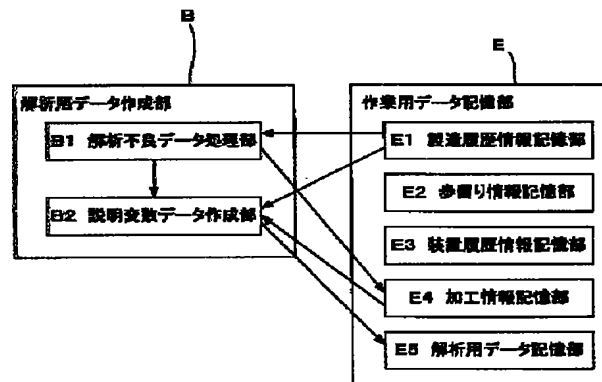 B
E
解析用データ作成部
作業用データ記憶部
B1 解析不良データ処理部
E1 製造履歴情報記憶部
E2 歩留り情報記憶部
B2 説明変数データ作成部
E3 装置履歴情報記憶部
E4 加工情報記憶部
E5 解析用データ記憶部